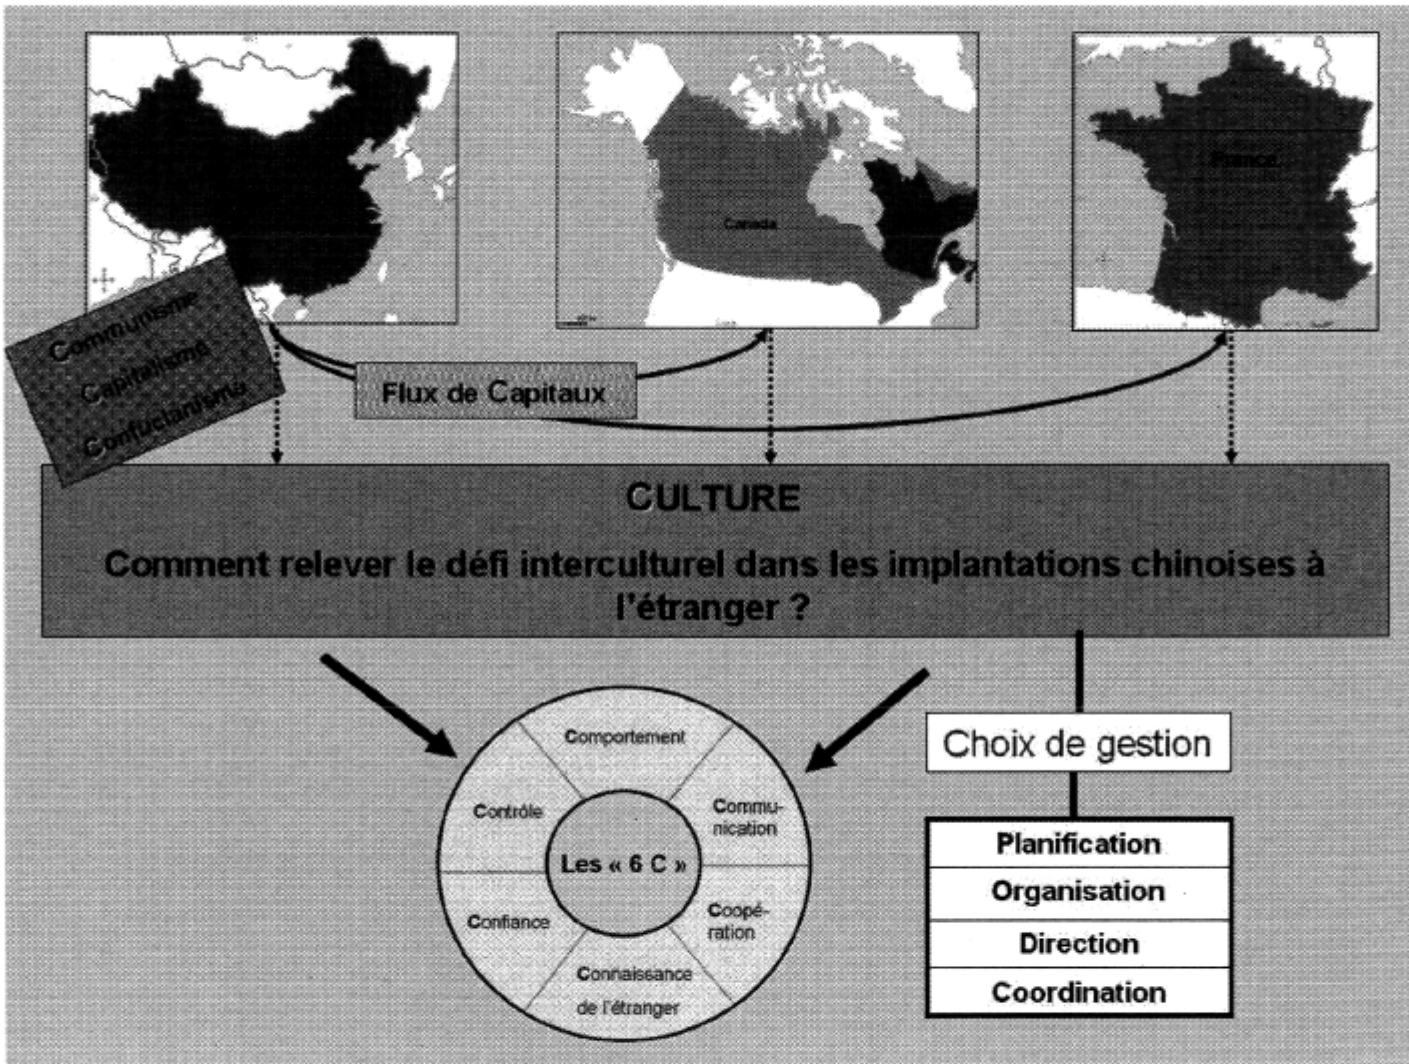 Canada
France
Communisme
Capitalisme
Confucianisme
Flux de Capitaux
CULTURE
Comment relever le défi interculturel dans les implantations chinoises à
l'étranger ?
Comportement
Contrôle
Commu-
nication
Les « 6 C »
Confiance
Coopé-
ration
Connaissance
de l'étranger
Choix de gestion
Planification
Organisation
Direction
Coordination